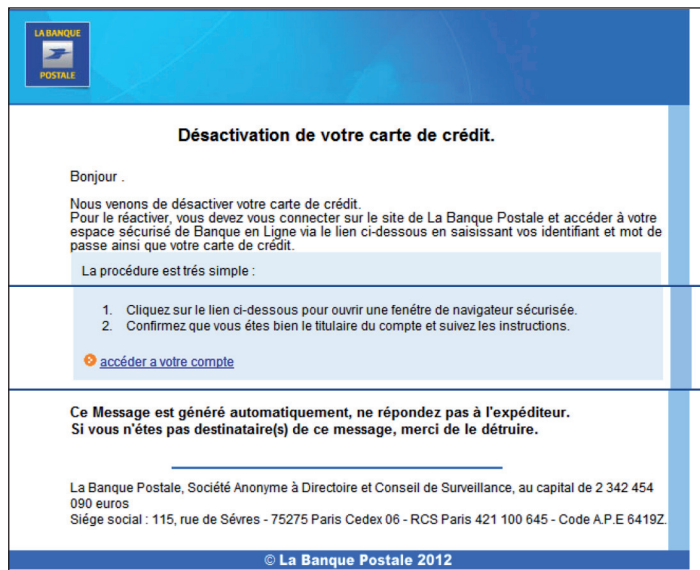 LA BANQUE
POSTALE
Désactivation de votre carte de crédit.
Bonjour .
Nous venons de désactiver votre carte de crédit.
Pour le réactiver, vous devez vous connecter sur le site de La Banque Postale et accéder à votre
espace sécurisé de Banque en Ligne via le lien ci-dessous en saisissant vos identifiant et mot de
passe ainsi que votre carte de crédit.
La procédure est trés simple :
1. Cliquez sur le lien ci-dessous pour ouvrir une fenétre de navigateur sécurisée.
2. Confirmez que vous étes bien le titulaire du compte et suivez les instructions.
accéder a votre compte
Ce Message est généré automatiquement, ne répondez pas à l'expéditeur.
Si vous n'étes pas destinataire(s) de ce message, merci de le détruire.
La Banque Postale, Société Anonyme à Directoire et Conseil de Surveillance, au capital de 2 342 454
090 euros
Siége social : 115, rue de Sévres - 75275 Paris Cedex 06 - RCS Paris 421 100 645 - Code A.P.E 6419Z.
© La Banque Postale 2012